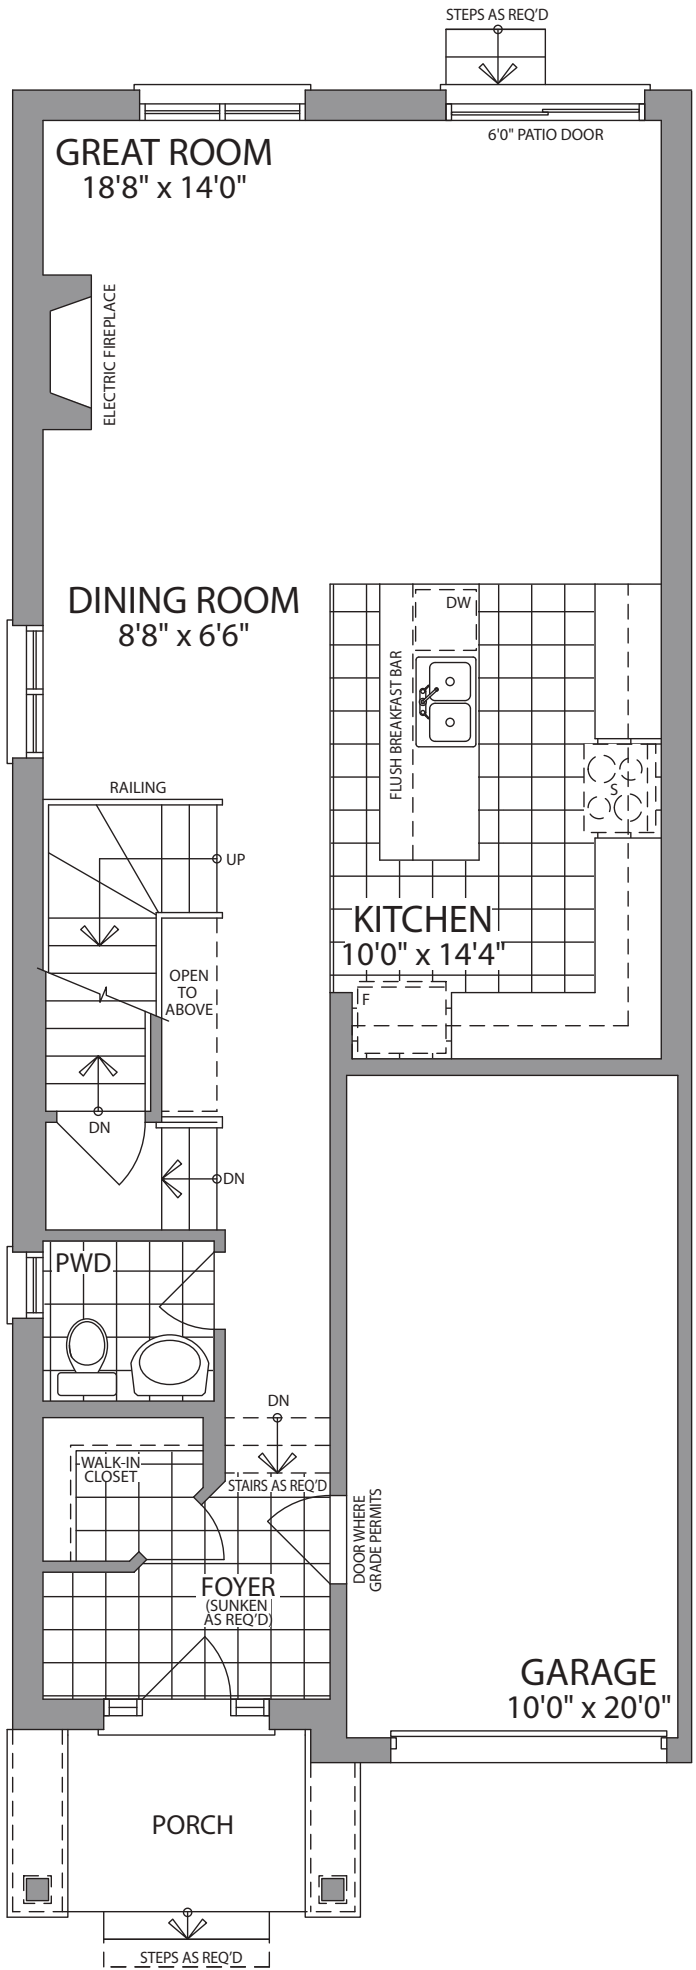 STEPS AS REQ'D
6'0" PATIO DOOR
GREAT ROOM
18'8" x 14'0"
ELECTRIC FIREPLACE
DINING ROOM
8'8" x 6'6"
DW
FLUSH BREAKFAST BAR
S
RAILING
UP
KITCHEN
10'0" x 14'4"
OPEN
TO
ABOVE
F
DN
DN
PWD
DN
WALK-IN
CLOSET
STAIRS AS REQ'D
DOOR WHERE
GRADE PERMITS
FOYER
(SUNKEN
AS REQ'D)
GARAGE
10'0" x 20'0"
PORCH
STEPS AS REQ'D